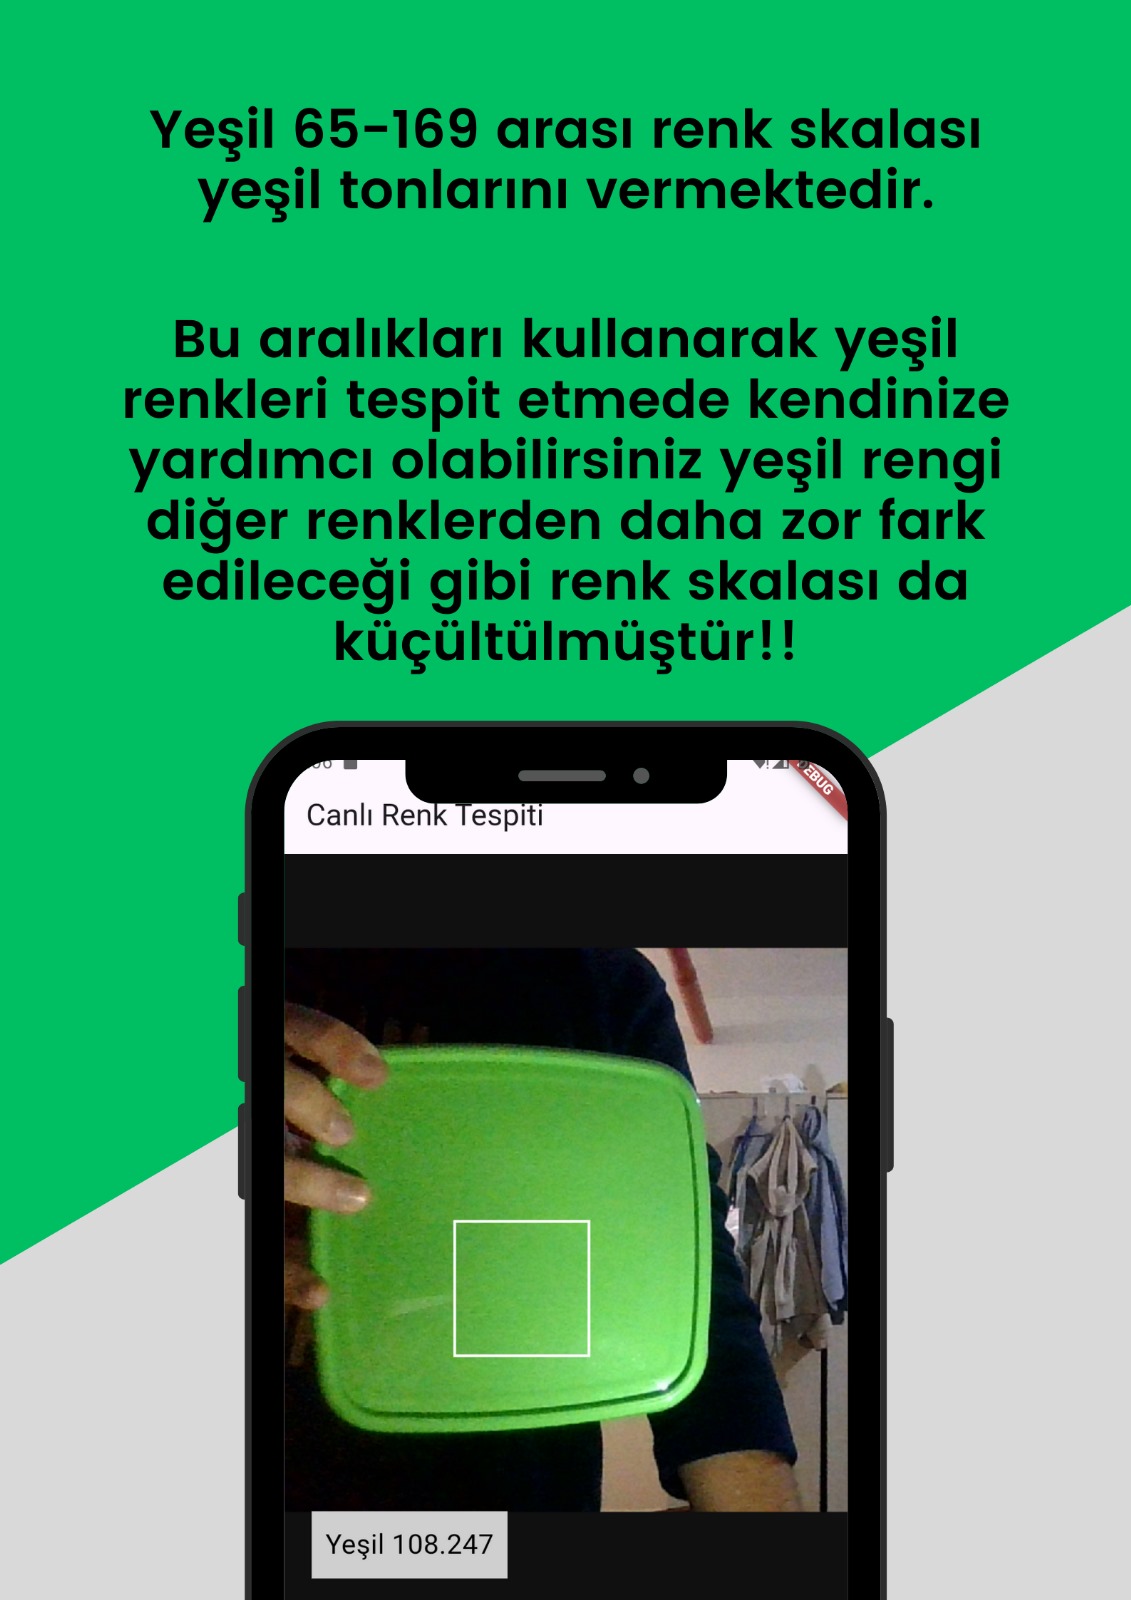 Yeşil 65-169 arası renk skalası
yeşil tonlarını vermektedir.
Bu aralıkları kullanarak yeşil
renkleri tespit etmede kendinize
yardımcı olabilirsiniz yeşil rengi
diğer renklerden daha zor fark
edileceği gibi renk skalası da
küçültülmüştür!!
Canlı Renk Tespiti
Yeşil 108.247